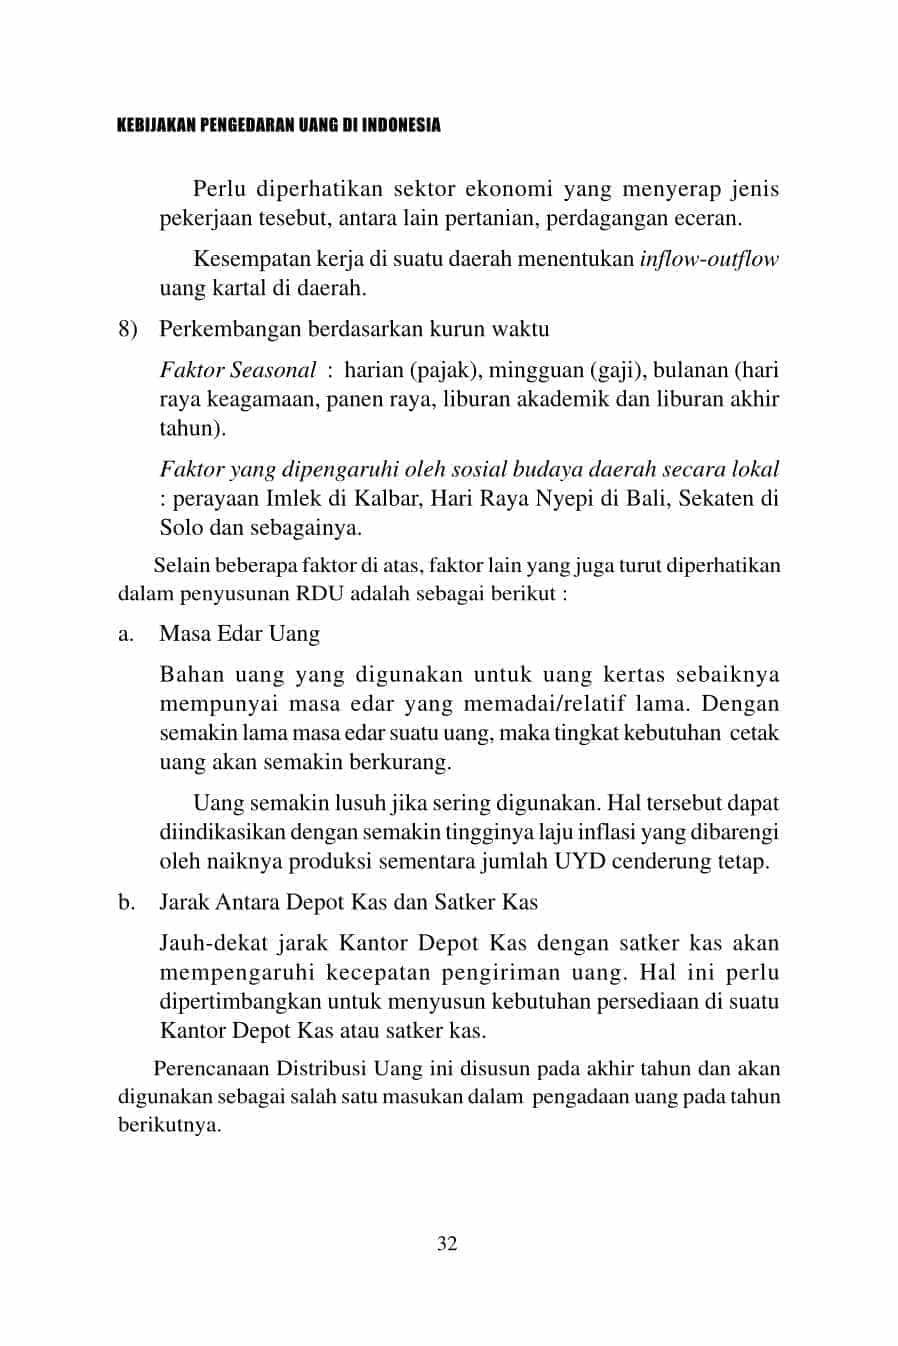 KEBIJAKAN PENGEDARAN UANG DI INDONESIA
Perlu diperhatikan sektor ekonomi yang menyerap jenis
pekerjaan tesebut, antara lain pertanian, perdagangan eceran.
Kesempatan kerja di suatu daerah menentukan inflow-outflow
uang kartal di daerah.
8) Perkembangan berdasarkan kurun waktu
Faktor Seasonal : harian (pajak), mingguan (gaji), bulanan (hari
raya keagamaan, panen raya, liburan akademik dan liburan akhir
tahun).
Faktor yang dipengaruhi oleh sosial budaya daerah secara lokal
: perayaan Imlek di Kalbar, Hari Raya Nyepi di Bali, Sekaten di
Solo dan sebagainya.
Selain beberapa faktor di atas, faktor lain yang juga turut diperhatikan
dalam penyusunan RDU adalah sebagai berikut :
a. Masa Edar Uang
Bahan uang yang digunakan untuk uang kertas sebaiknya
mempunyai masa edar yang memadai/relatif lama. Dengan
semakin lama masa edar suatu uang, maka tingkat kebutuhan cetak
uang akan semakin berkurang.
Uang semakin lusuh jika sering digunakan. Hal tersebut dapat
diindikasikan dengan semakin tingginya laju inflasi yang dibarengi
oleh naiknya produksi sementara jumlah UYD cenderung tetap.
b. Jarak Antara Depot Kas dan Satker Kas
Jauh-dekat jarak Kantor Depot Kas dengan satker kas akan
mempengaruhi kecepatan pengiriman uang. Hal ini perlu
dipertimbangkan untuk menyusun kebutuhan persediaan di suatu
Kantor Depot Kas atau satker kas.
Perencanaan Distribusi Uang ini disusun pada akhir tahun dan akan
digunakan sebagai salah satu masukan dalam pengadaan uang pada tahun
berikutnya.
32